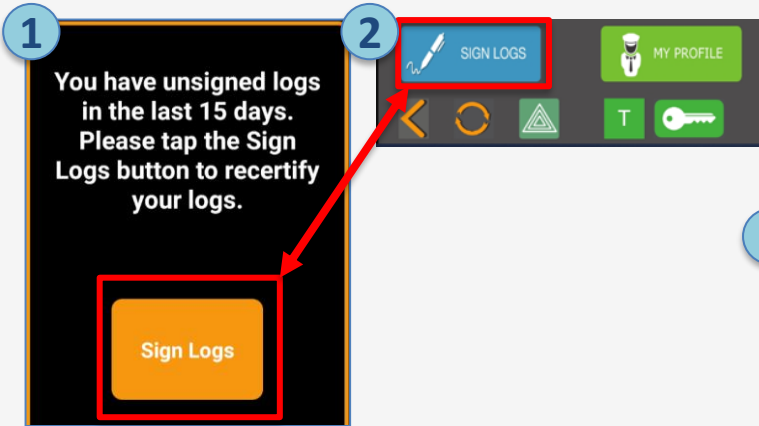 1
You have unsigned logs
in the last 15 days.
Please tap the Sign
Logs button to recertify
your logs.
Sign Logs
2
SIGN LOGS
MY PROFILE
T